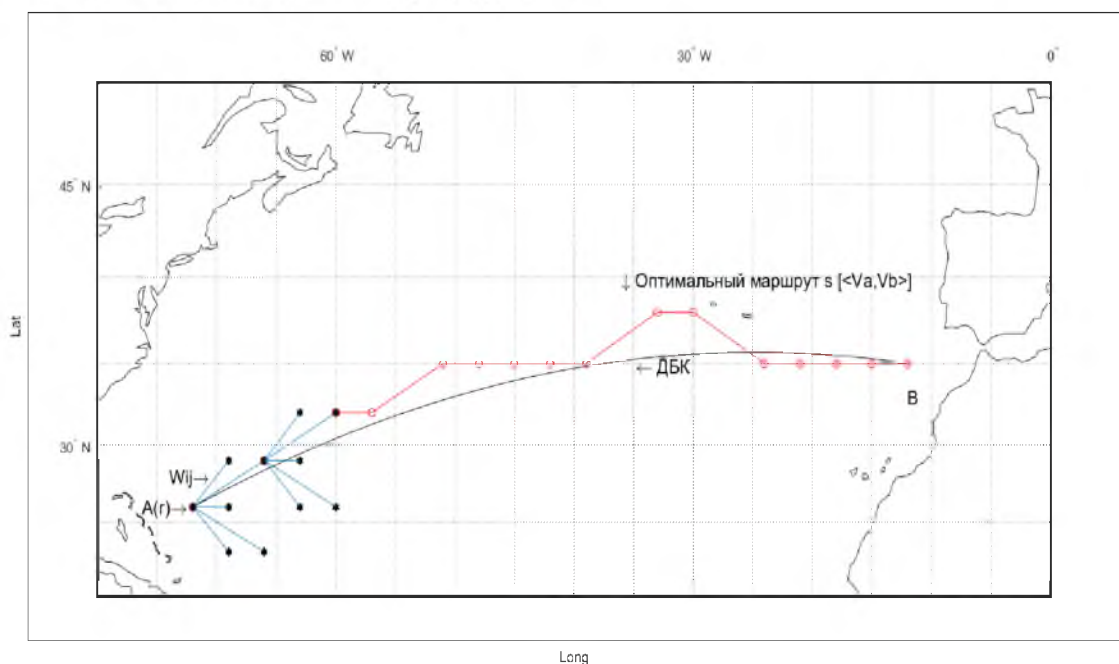 60° W
30° W
0°
45° N
↓ Оптимальный маршрут s [<Va,Vb>]
Lat
← ДБК
B
30° N
Wij→
A(r)→
Long